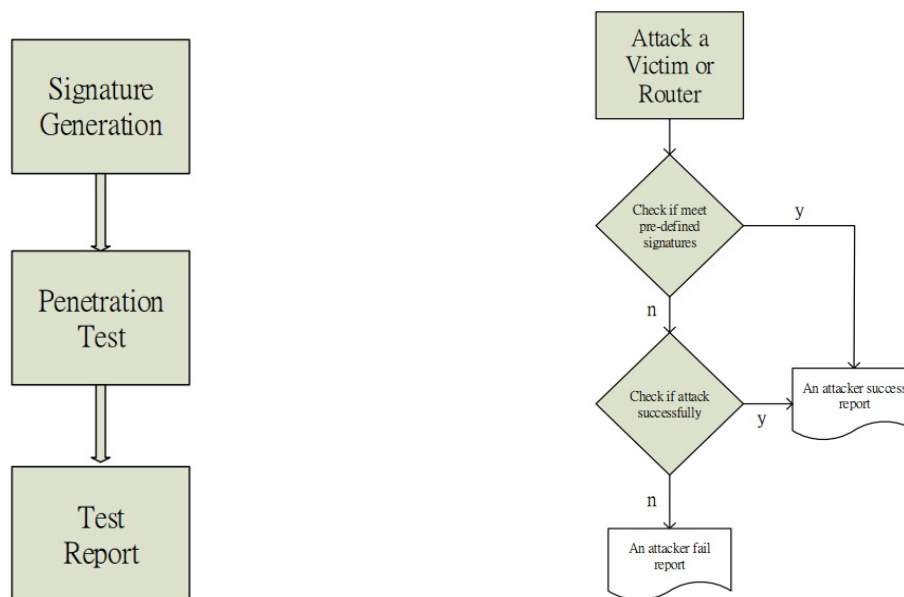 Signature
Generation
Penetration
Test
Test
Report
Attack a
Victim or
Router
Check if meet
pre-defined
signatures
y
n
Check if attack
successfully
y
An attacker success
report
n
An attacker fail
report